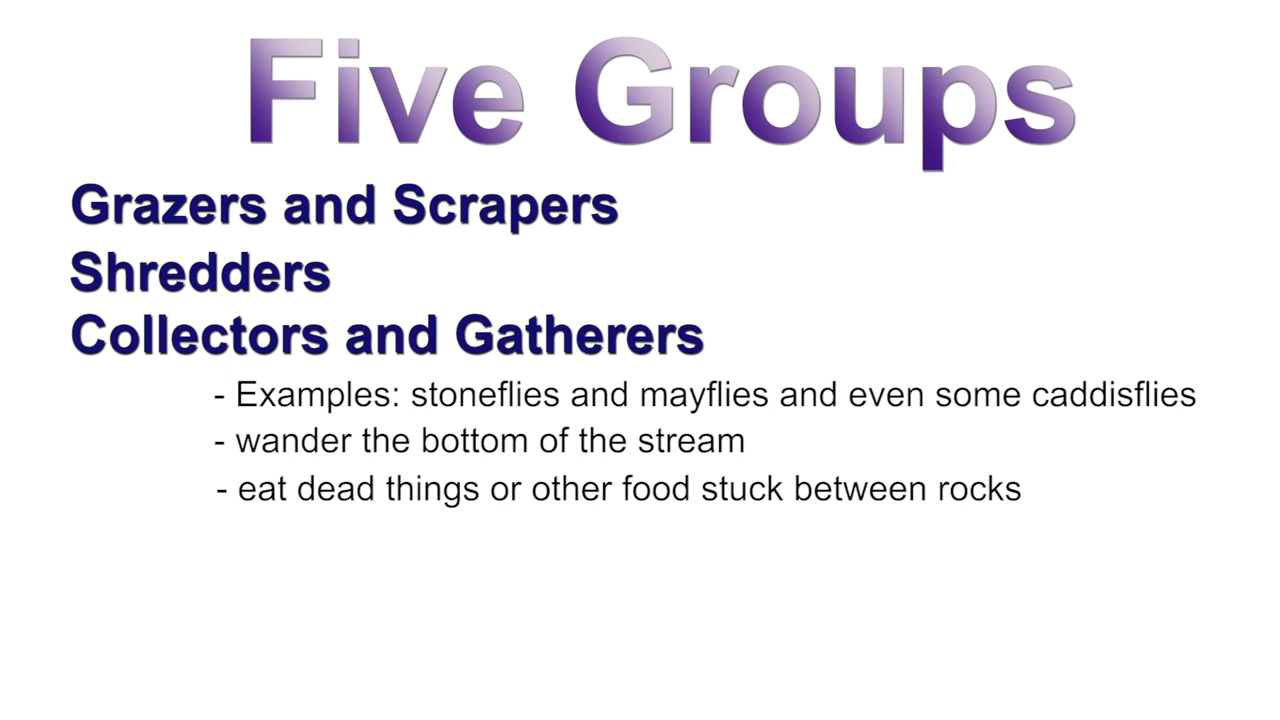 Five Groups
Grazers and Scrapers
Shredders
Collectors and Gatherers
- Examples: stoneflies and mayflies and even some caddisflies
- wander the bottom of the stream
- eat dead things or other food stuck between rocks